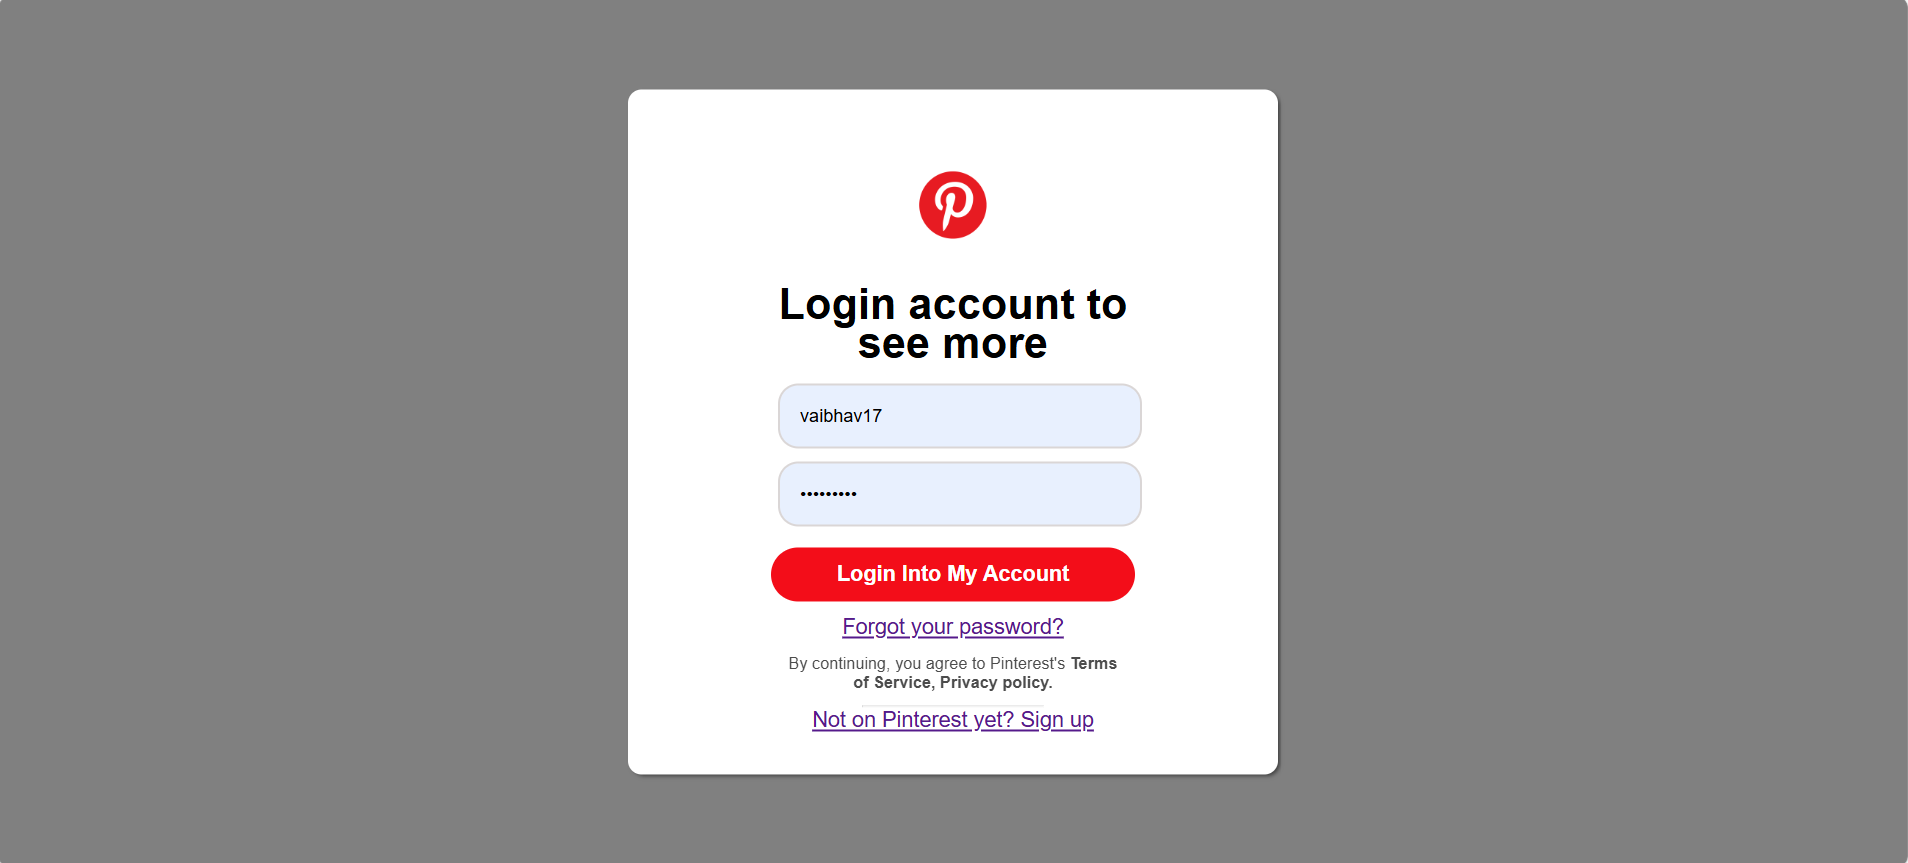 Login account to
see more
vaibhav17
•••••••••
Login Into My Account
Forgot your password?
By continuing, you agree to Pinterest's Terms
of Service, Privacy policy.
Not on Pinterest yet? Sign up